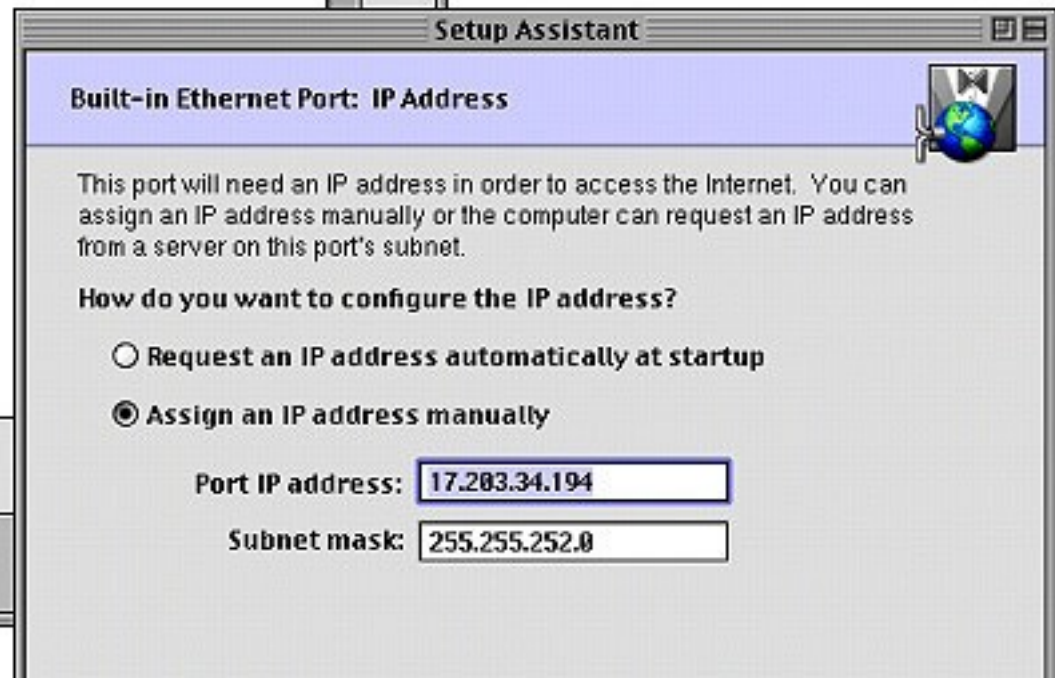 Setup Assistant
Built-in Ethernet Port: IP Address
This port will need an IP address in order to access the Internet. You can
assign an IP address manually or the computer can request an IP address
from a server on this port's subnet.
How do you want to configure the IP address?
Request an IP address automatically at startup
Assign an IP address manually
Port IP address: 17.203.34.194
Subnet mask: 255.255.252.0